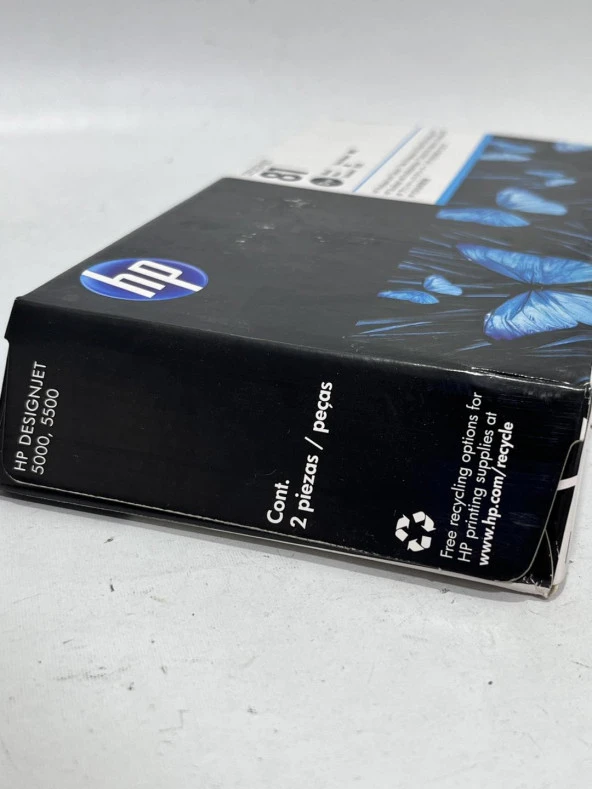 81
hp
HP DESIGNJET
5000, 5500
Cont.
2 piezas / peças
Free recycling options for
HP printing supplies at
www.hp.com/recycle